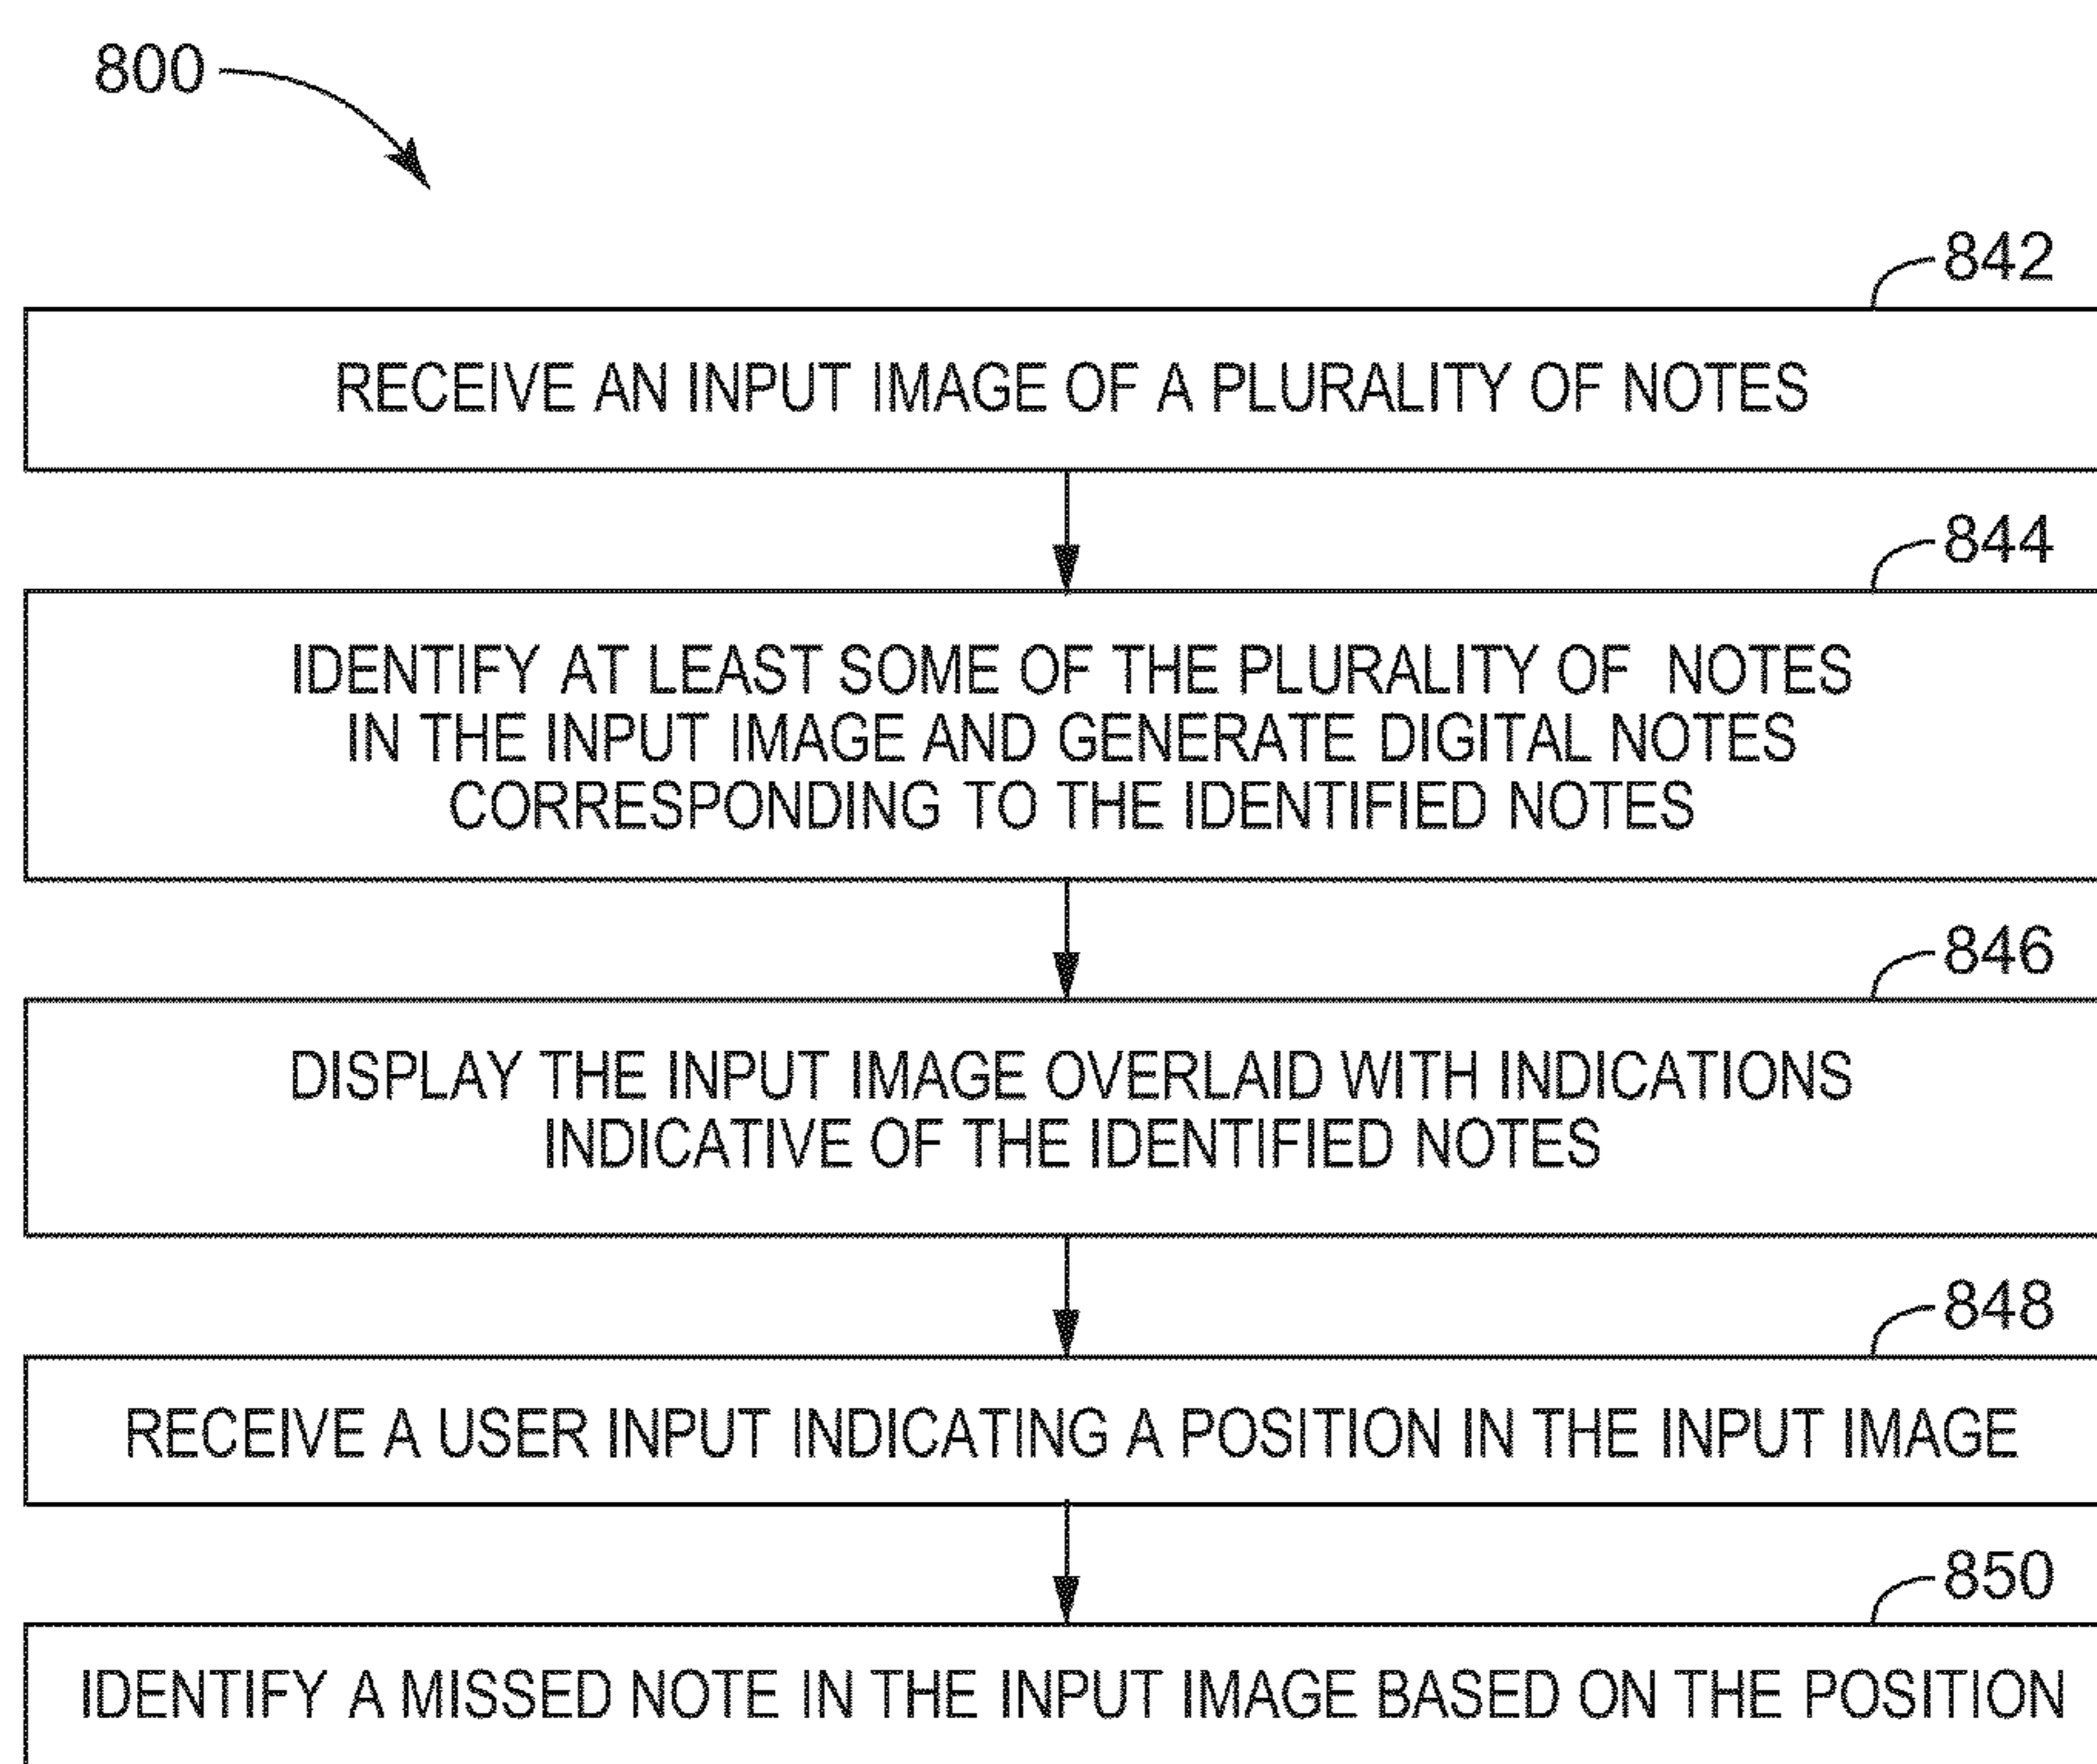 800
842
RECEIVE AN INPUT IMAGE OF A PLURALITY OF NOTES
844
IDENTIFY AT LEAST SOME OF THE PLURALITY OF NOTES
IN THE INPUT IMAGE AND GENERATE DIGITAL NOTES
CORRESPONDING TO THE IDENTIFIED NOTES
846
DISPLAY THE INPUT IMAGE OVERLAID WITH INDICATIONS
INDICATIVE OF THE IDENTIFIED NOTES
848
RECEIVE A USER INPUT INDICATING A POSITION IN THE INPUT IMAGE
850
IDENTIFY A MISSED NOTE IN THE INPUT IMAGE BASED ON THE POSITION